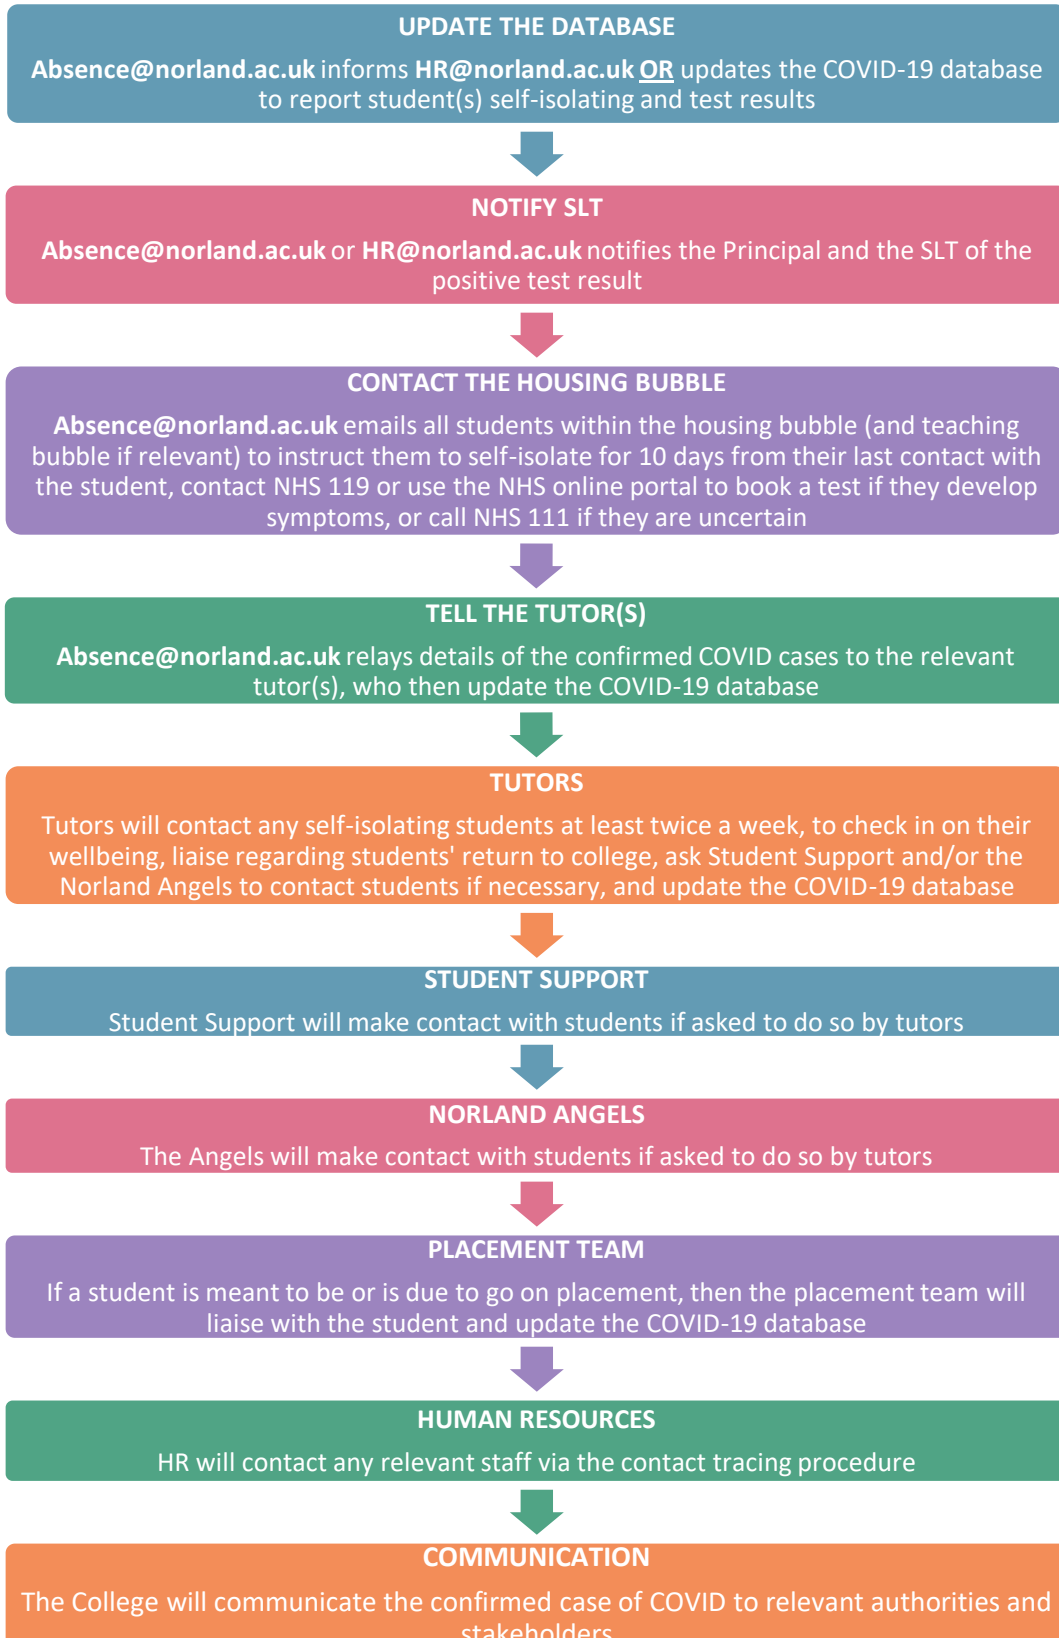 UPDATE THE DATABASE
Absence@norland.ac.uk informs HR@norland.ac.uk OR updates the COVID-19 database
to report student(s) self-isolating and test results
NOTIFY SLT
Absence@norland.ac.uk or HR@norland.ac.uk notifies the Principal and the SLT of the
positive test result
CONTACT THE HOUSING BUBBLE
Absence@norland.ac.uk emails all students within the housing bubble (and teaching
bubble if relevant) to instruct them to self-isolate for 10 days from their last contact with
the student, contact NHS 119 or use the NHS online portal to book a test if they develop
symptoms, or call NHS 111 if they are uncertain
TELL THE TUTOR(S)
Absence@norland.ac.uk relays details of the confirmed COVID cases to the relevant
tutor(s), who then update the COVID-19 database
TUTORS
Tutors will contact any self-isolating students at least twice a week, to check in on their
wellbeing, liaise regarding students' return to college, ask Student Support and/or the
Norland Angels to contact students if necessary, and update the COVID-19 database
STUDENT SUPPORT
Student Support will make contact with students if asked to do so by tutors
NORLAND ANGELS
The Angels will make contact with students if asked to do so by tutors
PLACEMENT TEAM
If a student is meant to be or is due to go on placement, then the placement team will
liaise with the student and update the COVID-19 database
HUMAN RESOURCES
HR will contact any relevant staff via the contact tracing procedure
COMMUNICATION
The College will communicate the confirmed case of COVID to relevant authorities and
stakeholders